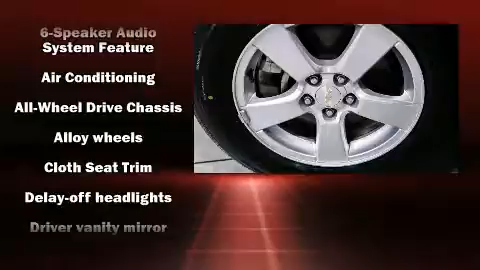 6-Speaker Audio
System Feature
Air Conditioning
All-Wheel Drive Chassis
Alloy wheels
Cloth Seat Trim
Delay-off headlights
Driver vanity mirror